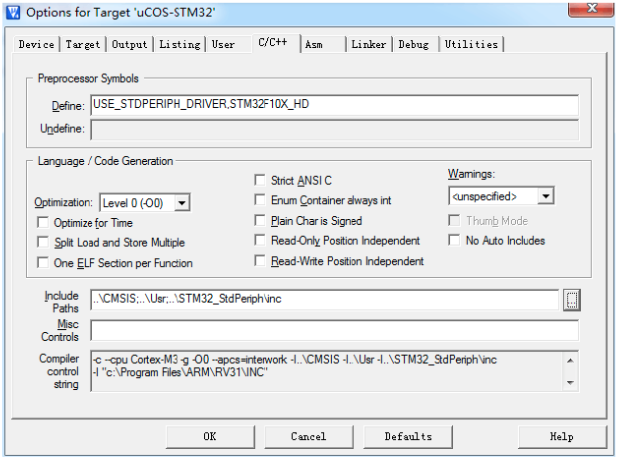 Options for Target 'uCOS-STM32'
Device Target Output Listing User C/C++ Asm Linker Debug Utilities
Preprocessor Symbols
Define: USE_STDPERIPH_DRIVER,STM32F10X_HD
Undefine:
Language / Code Generation
Optimization: Level 0 (-O0)
Optimize for Time
Split Load and Store Multiple
One ELF Section per Function
Strict ANSI C
Enum Container always int
Plain Char is Signed
Read-Only Position Independent
Read-Write Position Independent
Warnings:
<unspecified>
Thumb Mode
No Auto Includes
Include Paths ..\CMSIS;..\Usr;..\STM32_StdPeriph\inc ...
Misc Controls
Compiler control string -c --cpu Cortex-M3 -g -O0 --apcs=interwork -I..\CMSIS -I..\Usr -I..\STM32_StdPeriph\inc
-I "c:\Program Files\ARM\RV31\INC"
OK Cancel Defaults Help